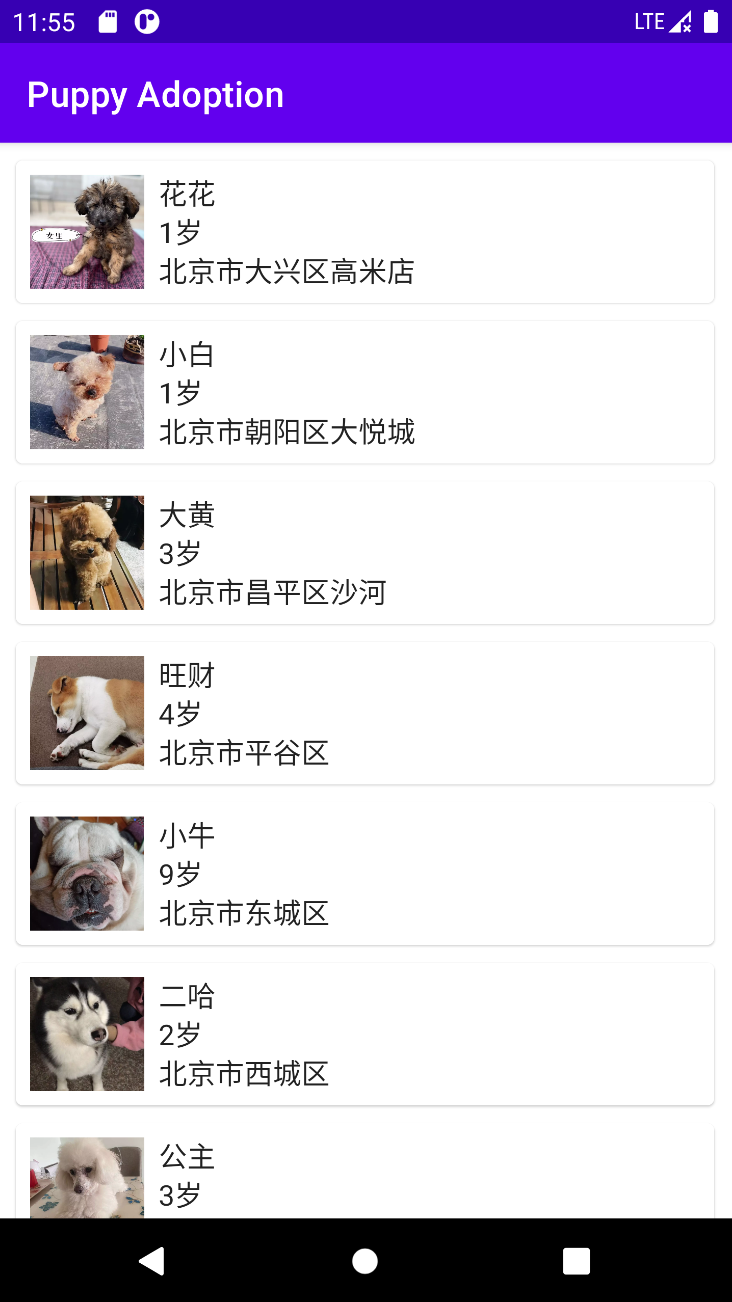 11:55
LTE
Puppy Adoption
花花
1岁
北京市大兴区高米店
女生
小白
1岁
北京市朝阳区大悦城
大黄
3岁
北京市昌平区沙河
旺财
4岁
北京市平谷区
小牛
9岁
北京市东城区
二哈
2岁
北京市西城区
公主
3岁